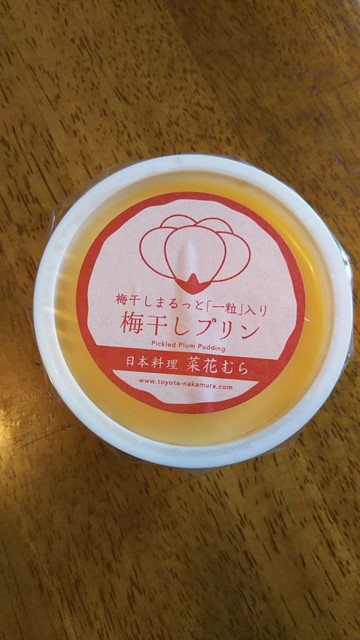 梅干しまるっと「一粒」入り
梅干しプリン
Pickled Plum Pudding
日本料理 菜花むら
www.toyota-nakamura.com